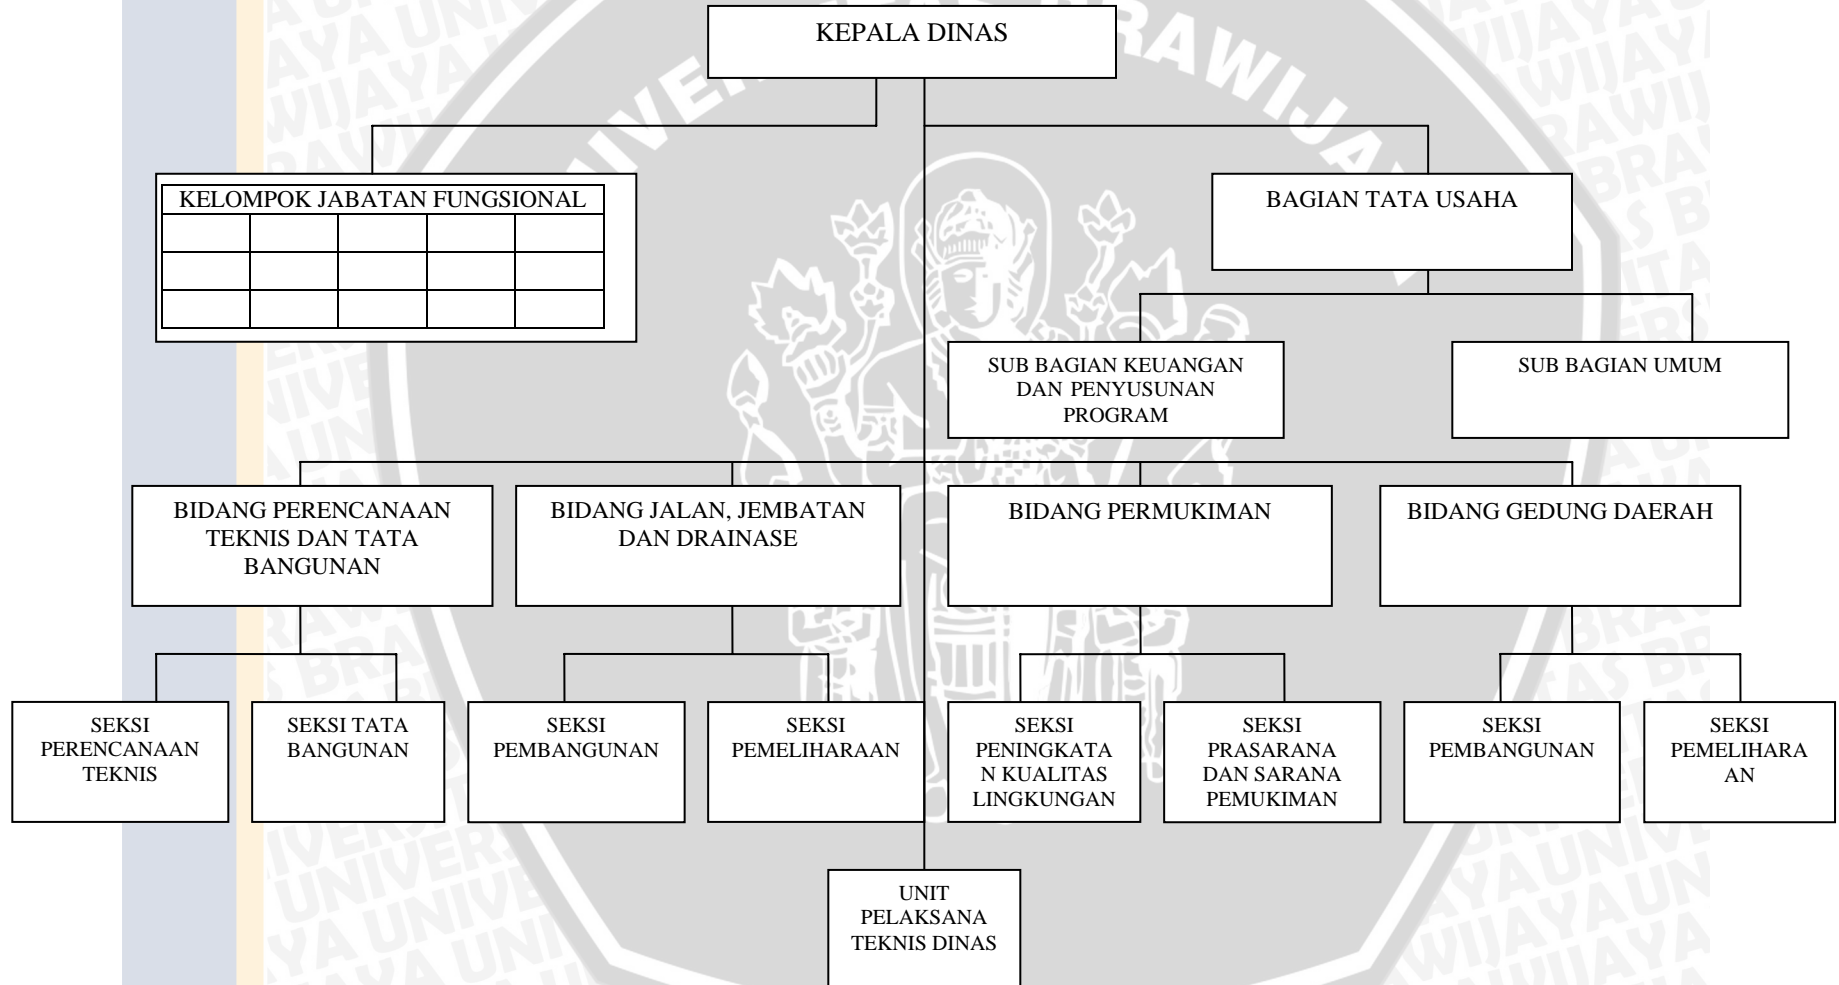 KEPALA DINAS
KELOMPOK JABATAN FUNGSIONAL
BAGIAN TATA USAHA
SUB BAGIAN KEUANGAN
DAN PENYUSUNAN
PROGRAM
SUB BAGIAN UMUM
BIDANG PERENCANAAN
TEKNIS DAN TATA
BANGUNAN
BIDANG JALAN, JEMBATAN
DAN DRAINASE
BIDANG PERMUKIMAN
BIDANG GEDUNG DAERAH
SEKSI
PERENCANAAN
TEKNIS
SEKSI TATA
BANGUNAN
SEKSI
PEMBANGUNAN
SEKSI
PEMELIHARAAN
SEKSI
PENINGKATA
N KUALITAS
LINGKUNGAN
SEKSI
PRASARANA
DAN SARANA
PEMUKIMAN
SEKSI
PEMBANGUNAN
SEKSI
PEMELIHARA
AN
UNIT
PELAKSANA
TEKNIS DINAS